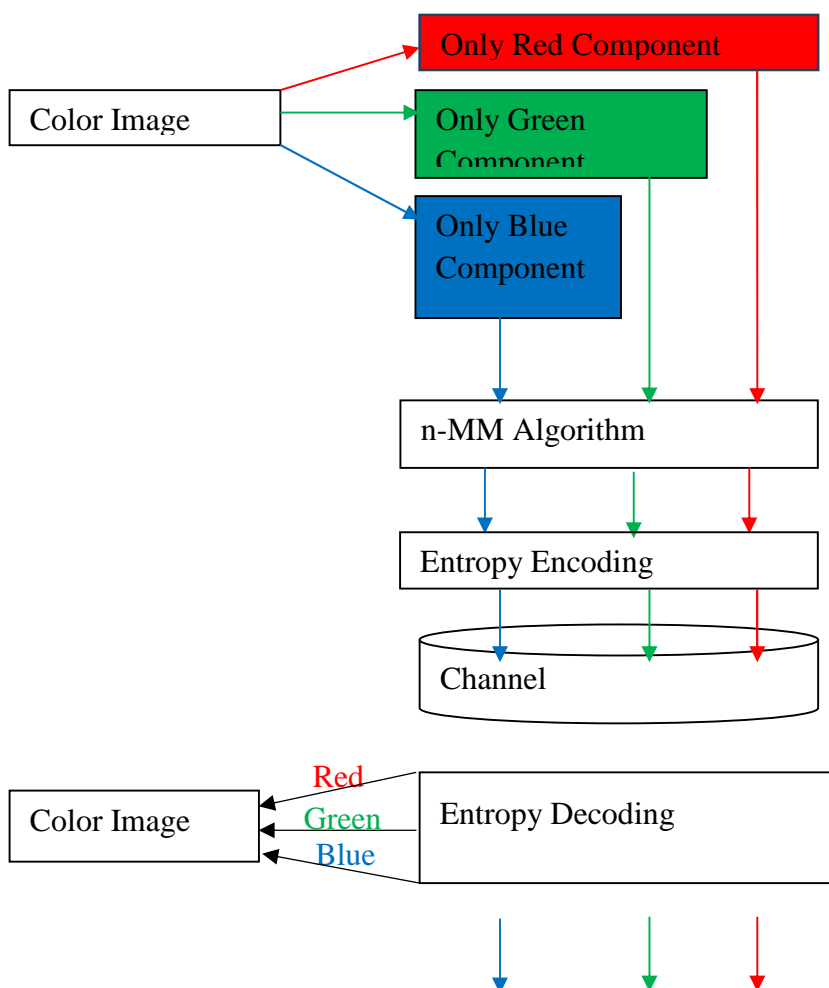 Only Red Component
Color Image
Only Green
Component
Only Blue
Component
n-MM Algorithm
Entropy Encoding
Channel
Red
Color Image
Entropy Decoding
Green
Blue